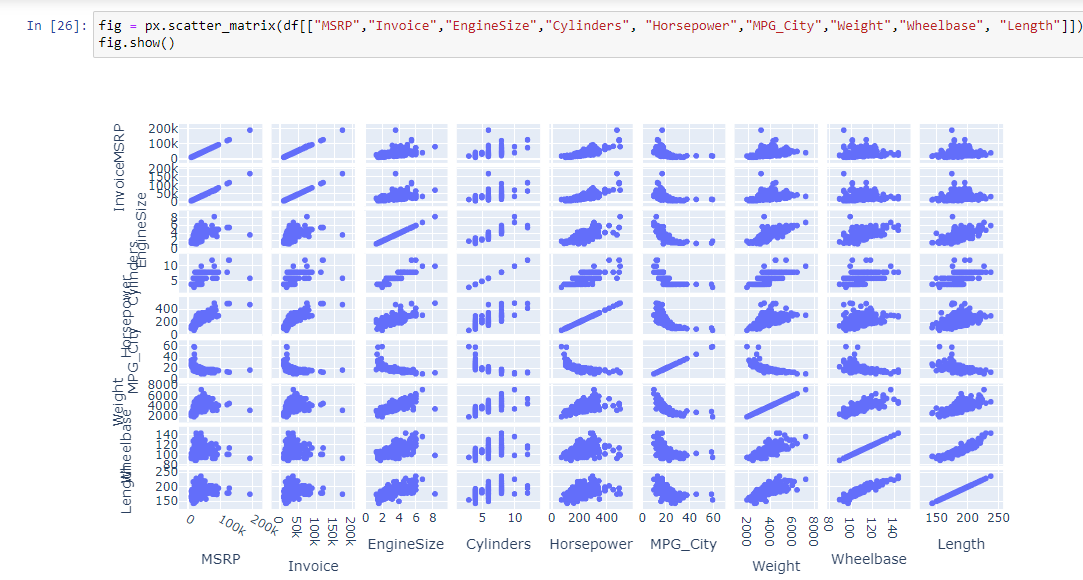 In [26]: fig = px.scatter_matrix(df[["MSRP","Invoice","EngineSize","Cylinders", "Horsepower","MPG_City","Weight","Wheelbase", "Length"]])
fig.show()
MSRP
200k
100k
0
Invoice
200k
150k
100k
50k
0
EngineSize
8
6
4
2
0
Cylinders
10
5
Horsepower
400
200
0
MPG_City
60
40
20
0
Weight
8000
6000
4000
2000
Wheelbase
140
120
100
80
Length
250
200
150
0 100k 200k 0 50k 100k 150k 200k 0 2 4 6 8 5 10 0 200 400 0 20 40 60 2000 4000 6000 8000 80 100 120 140 150 200 250
MSRP Invoice EngineSize Cylinders Horsepower MPG_City Weight Wheelbase Length